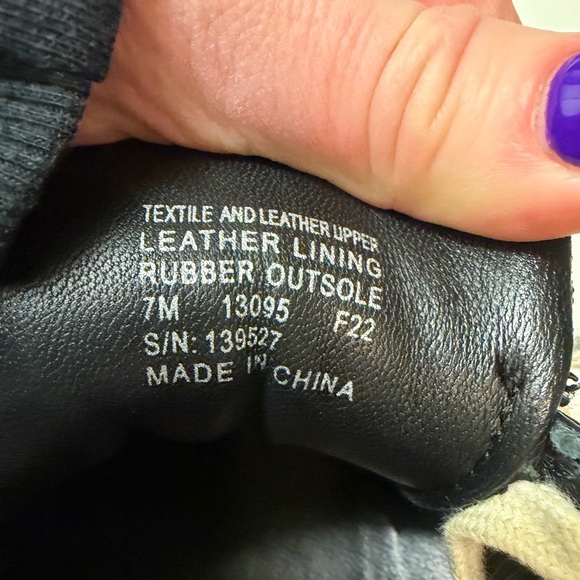 TEXTILE AND LEATHER UPPER
LEATHER LINING
RUBBER OUTSOLE
7M 13095 F22
S/N: 139527
MADE IN CHINA